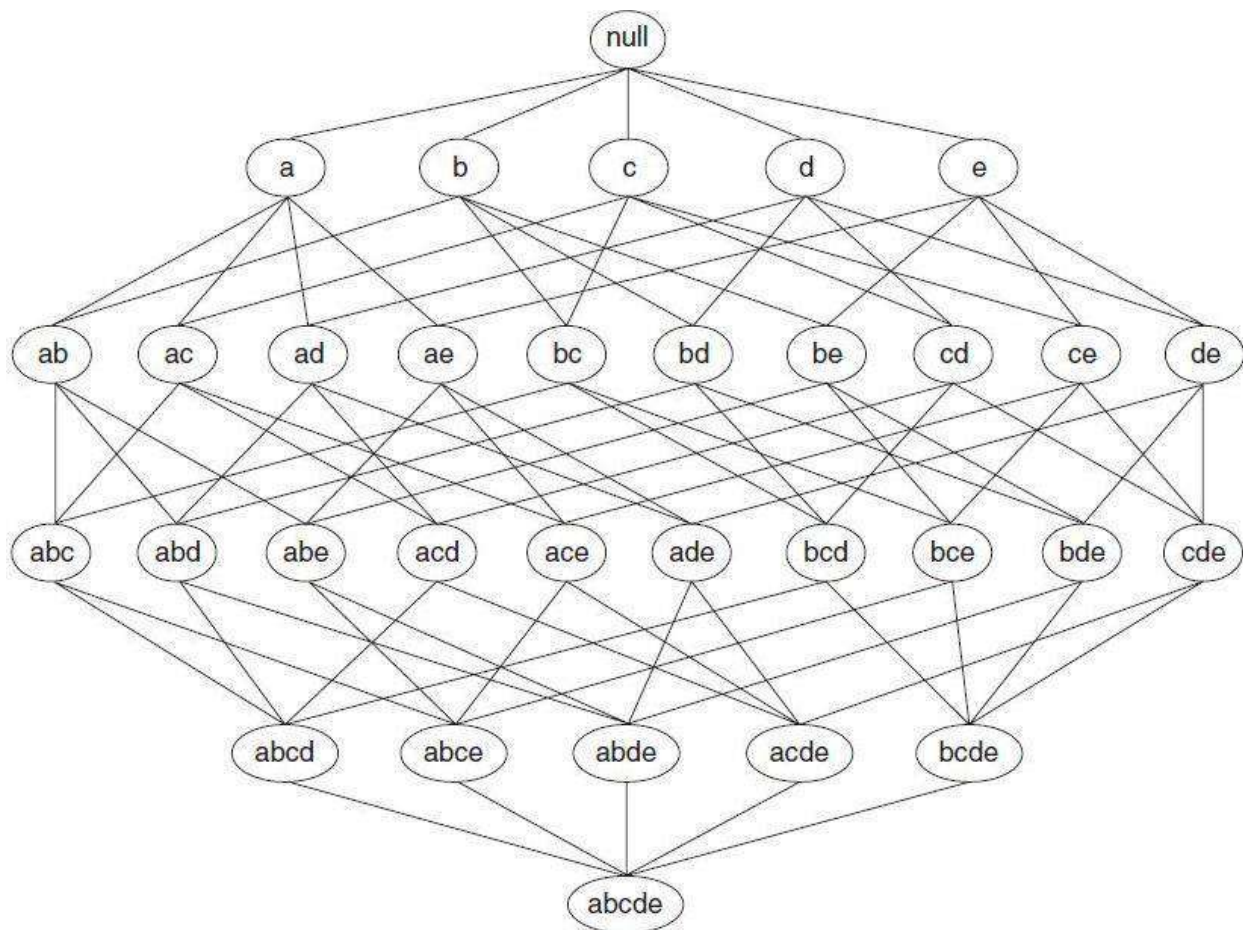 null
a b c d e
ab ac ad ae bc bd be cd ce de
abc abd abe acd ace ade bcd bce bde cde
abcd abce abde acde bcde
abcde